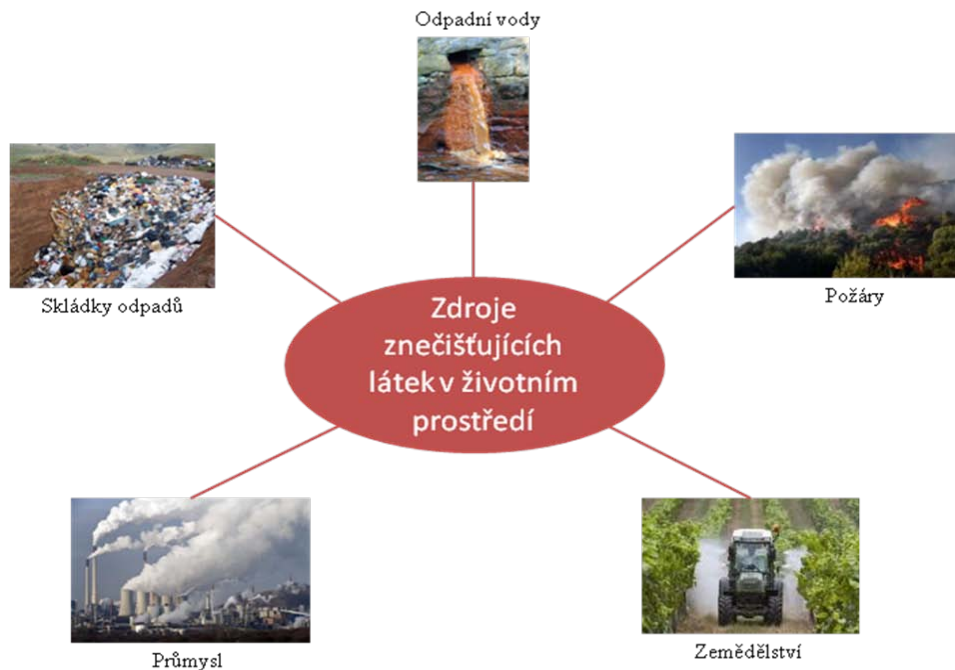 Odpadní vody
Skládky odpadů
Požáry
Zdroje
znečišťujících
látek v životním
prostředí
Průmysl
Zemědělství